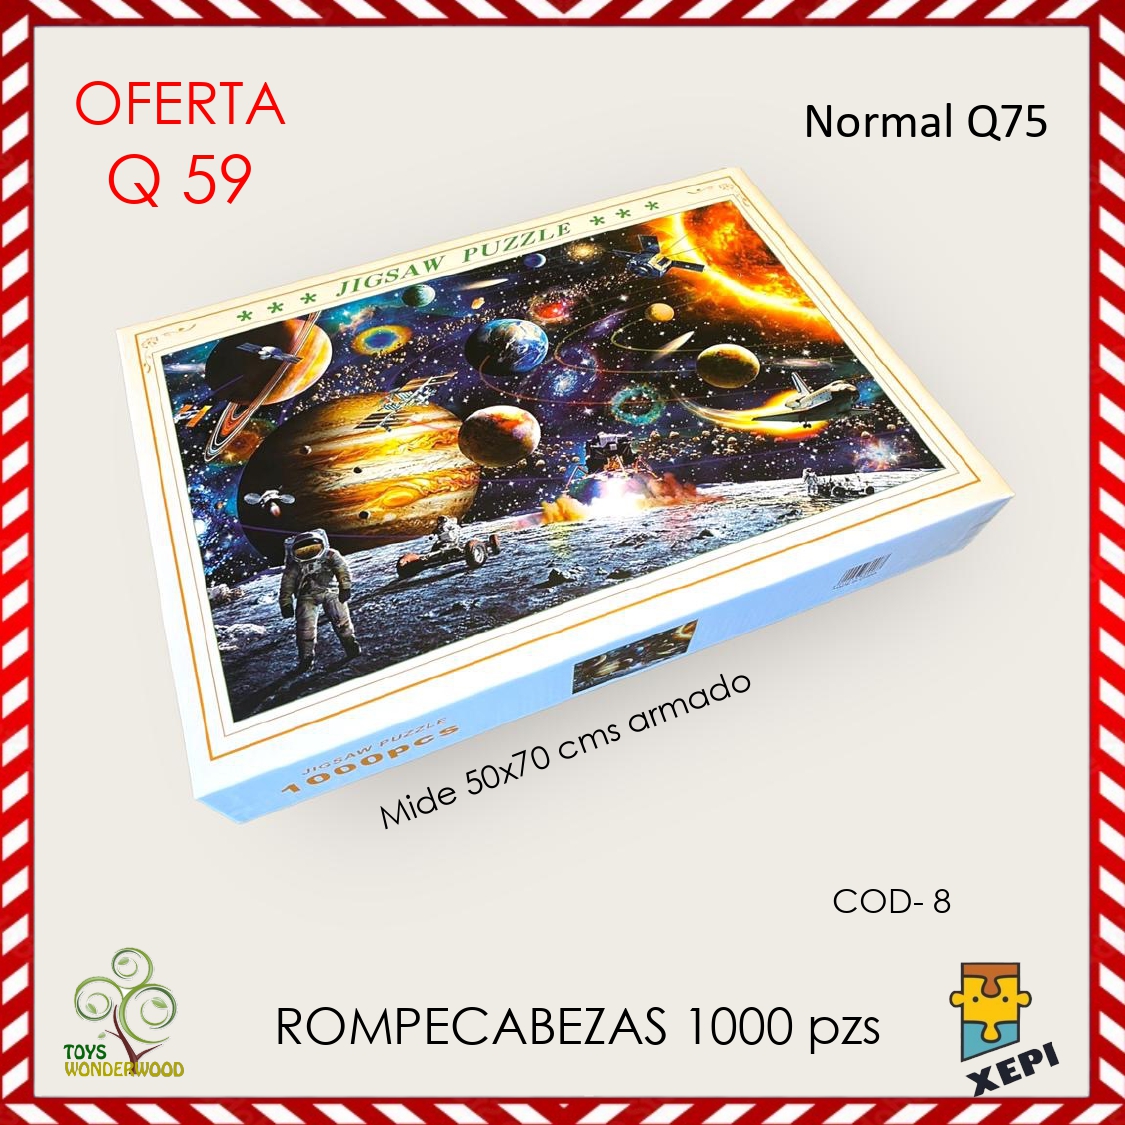 OFERTA
Q 59
Normal Q75
* * * JIGSAW PUZZLE * * *
JIGSAW PUZZLE
1000pcs
Mide 50x70 cms armado
COD- 8
TOYS
WONDERWOOD
ROMPECABEZAS 1000 pzs
XEPI